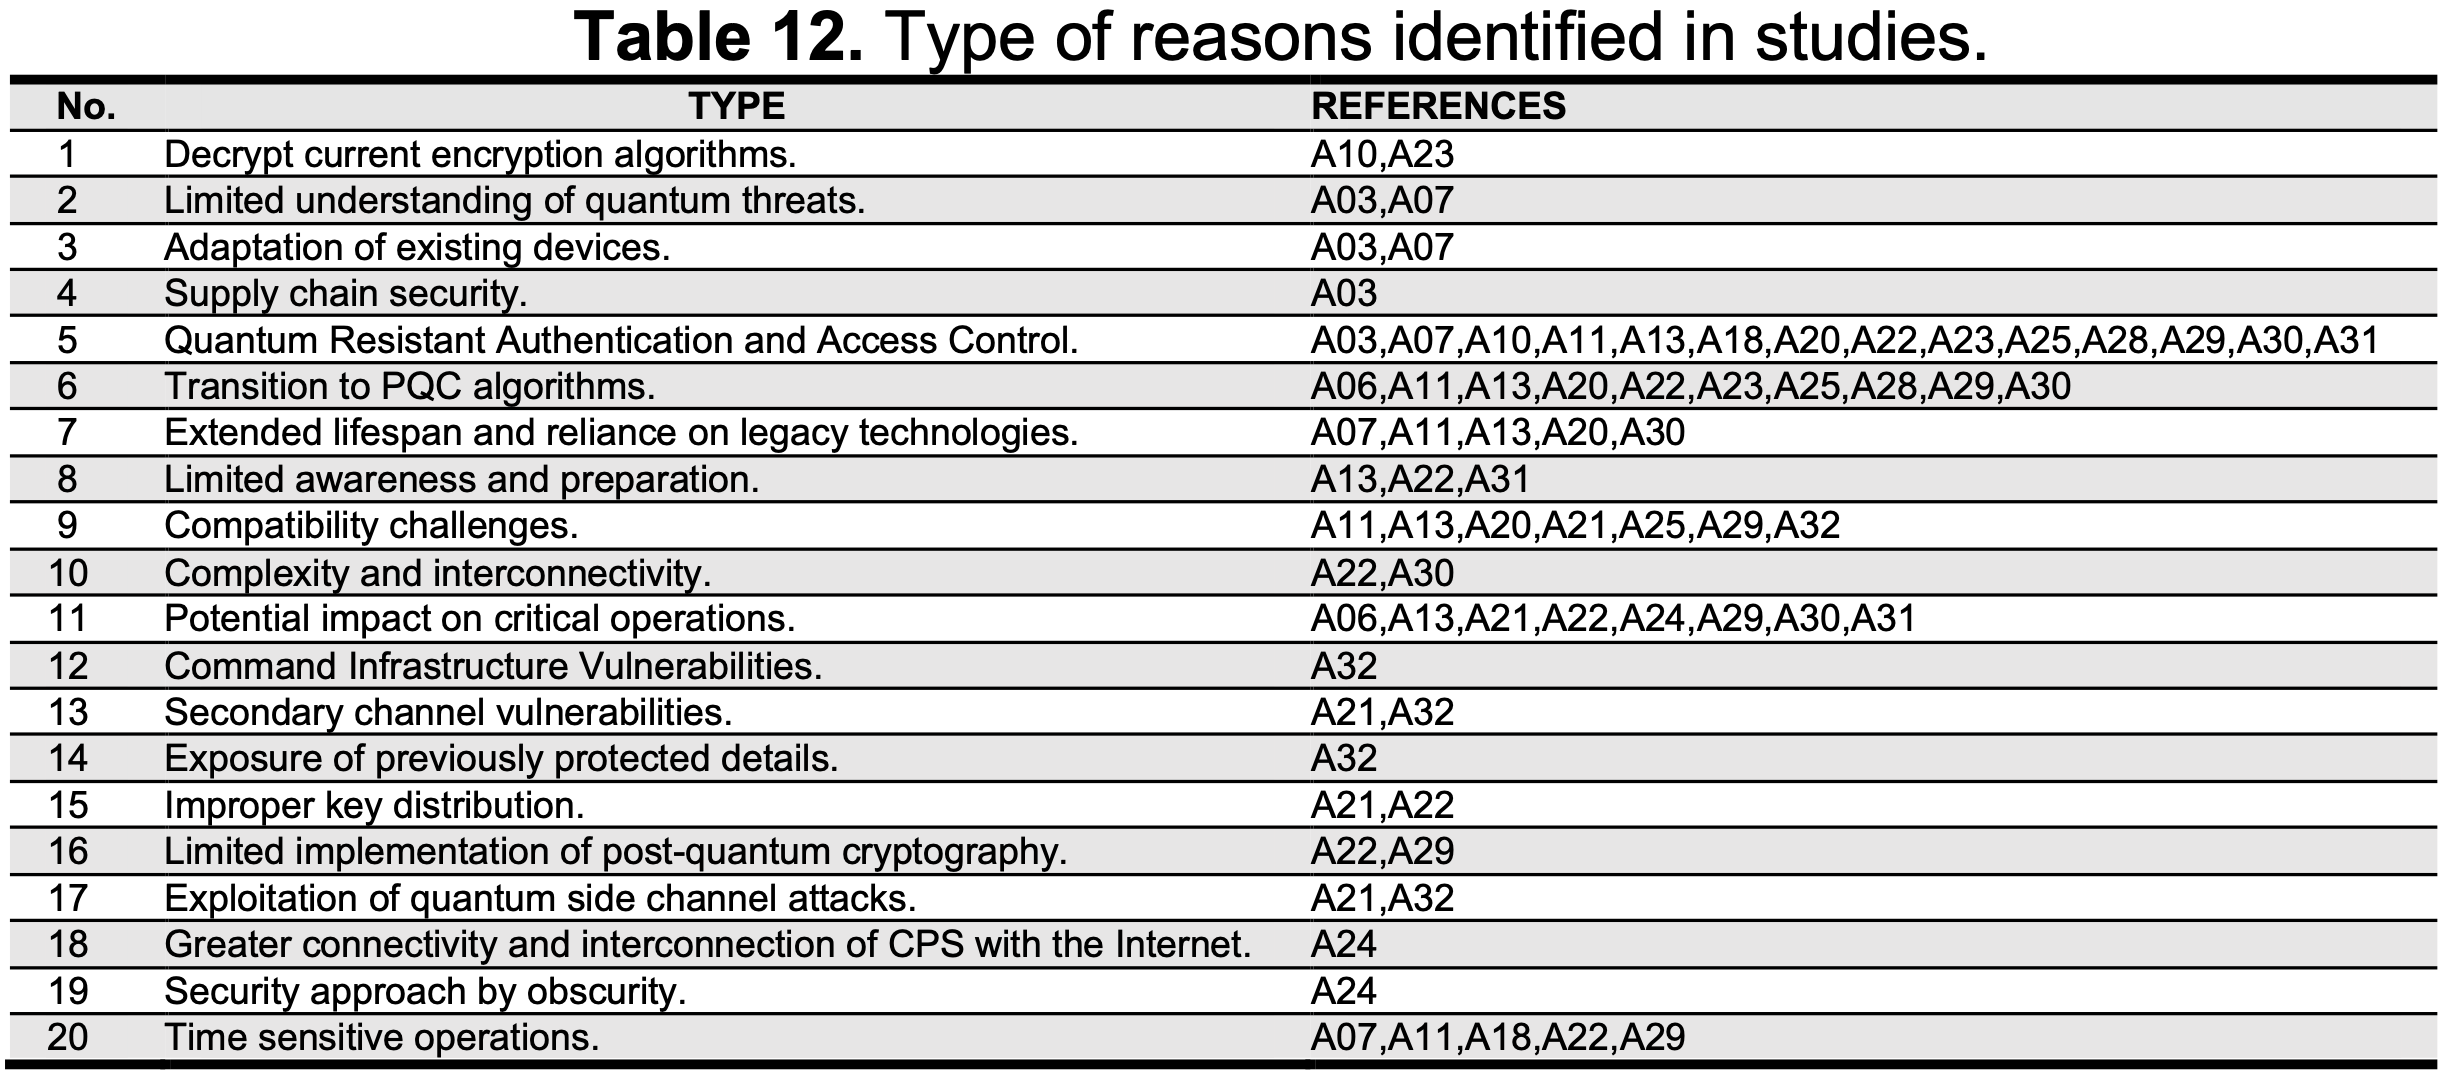 Table 12. Type of reasons identified in studies.
No. TYPE REFERENCES
1 Decrypt current encryption algorithms. A10,A23
2 Limited understanding of quantum threats. A03,A07
3 Adaptation of existing devices. A03,A07
4 Supply chain security. A03
5 Quantum Resistant Authentication and Access Control. A03,A07,A10,A11,A13,A18,A20,A22,A23,A25,A28,A29,A30,A31
6 Transition to PQC algorithms. A06,A11,A13,A20,A22,A23,A25,A28,A29,A30
7 Extended lifespan and reliance on legacy technologies. A07,A11,A13,A20,A30
8 Limited awareness and preparation. A13,A22,A31
9 Compatibility challenges. A11,A13,A20,A21,A25,A29,A32
10 Complexity and interconnectivity. A22,A30
11 Potential impact on critical operations. A06,A13,A21,A22,A24,A29,A30,A31
12 Command Infrastructure Vulnerabilities. A32
13 Secondary channel vulnerabilities. A21,A32
14 Exposure of previously protected details. A32
15 Improper key distribution. A21,A22
16 Limited implementation of post-quantum cryptography. A22,A29
17 Exploitation of quantum side channel attacks. A21,A32
18 Greater connectivity and interconnection of CPS with the Internet. A24
19 Security approach by obscurity. A24
20 Time sensitive operations. A07,A11,A18,A22,A29